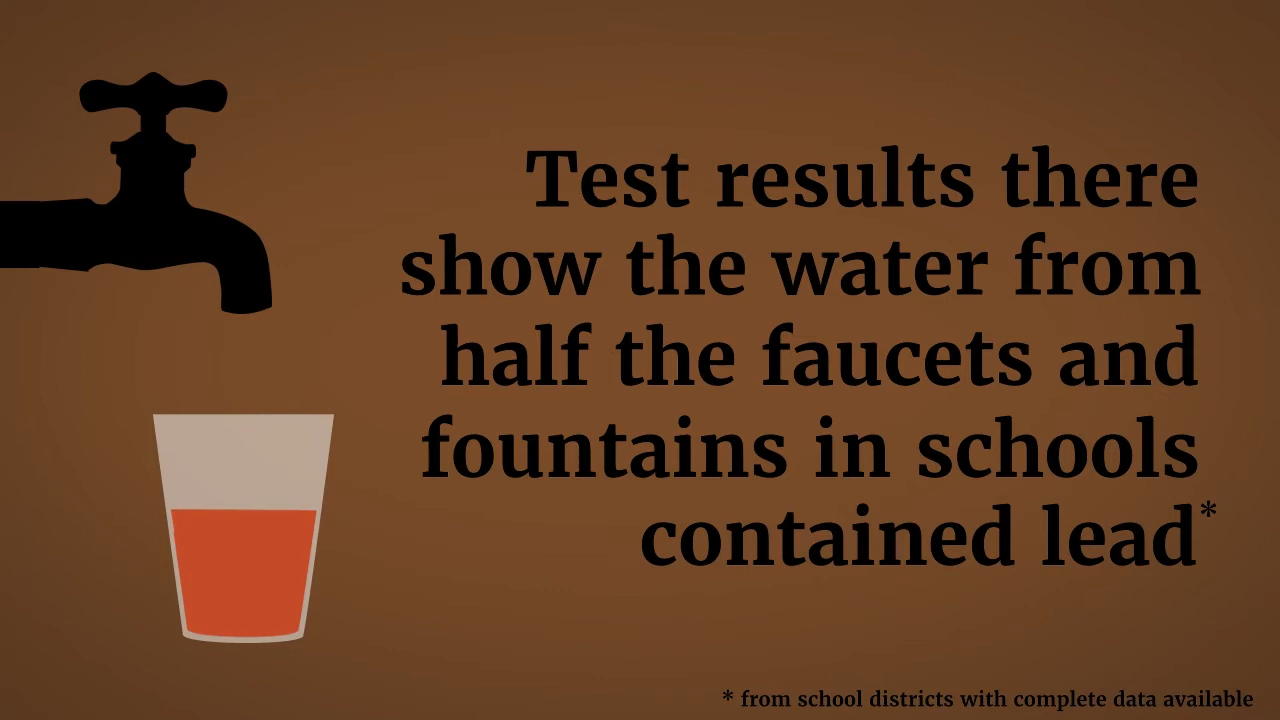 Test results there
show the water from
half the faucets and
fountains in schools
contained lead*
* from school districts with complete data available